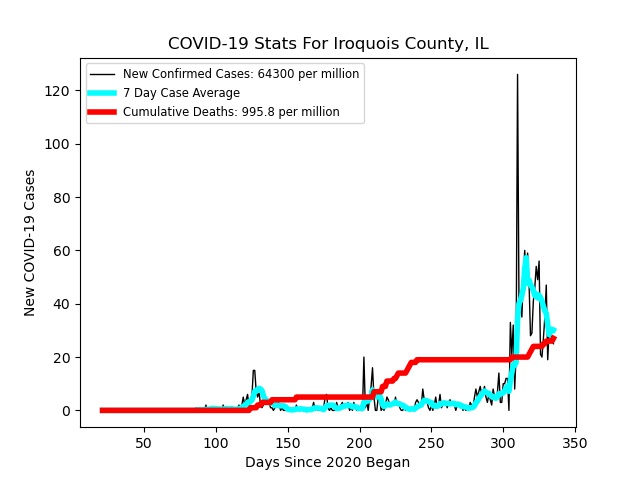 COVID-19 Stats For Iroquois County, IL
New Confirmed Cases: 64300 per million
7 Day Case Average
Cumulative Deaths: 995.8 per million
New COVID-19 Cases
120
100
80
60
40
20
0
50 100 150 200 250 300 350
Days Since 2020 Began